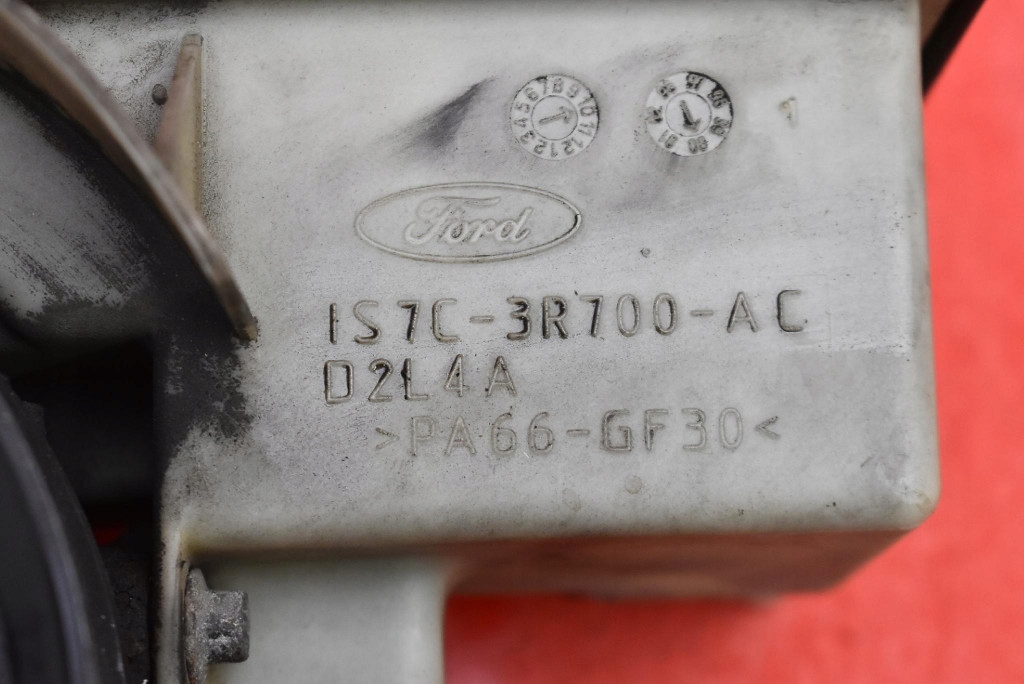 Ford
1S7C-3R700-AC
D2L4A
>PA66-GF30<